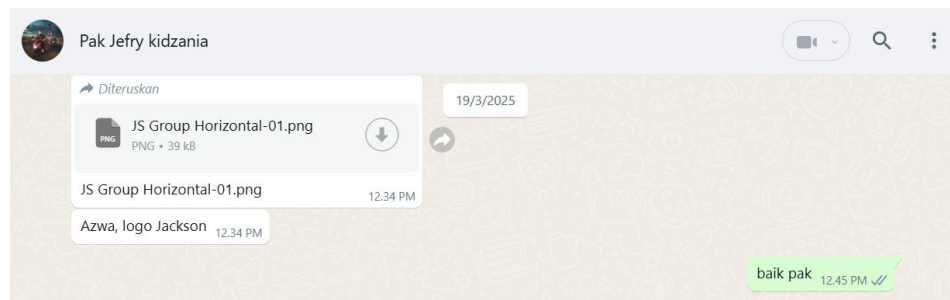 Pak Jefry kidzania
Diteruskan
19/3/2025
PNG
JS Group Horizontal-01.png
PNG • 39 kB
JS Group Horizontal-01.png
12.34 PM
Azwa, logo Jackson 12.34 PM
baik pak 12.45 PM